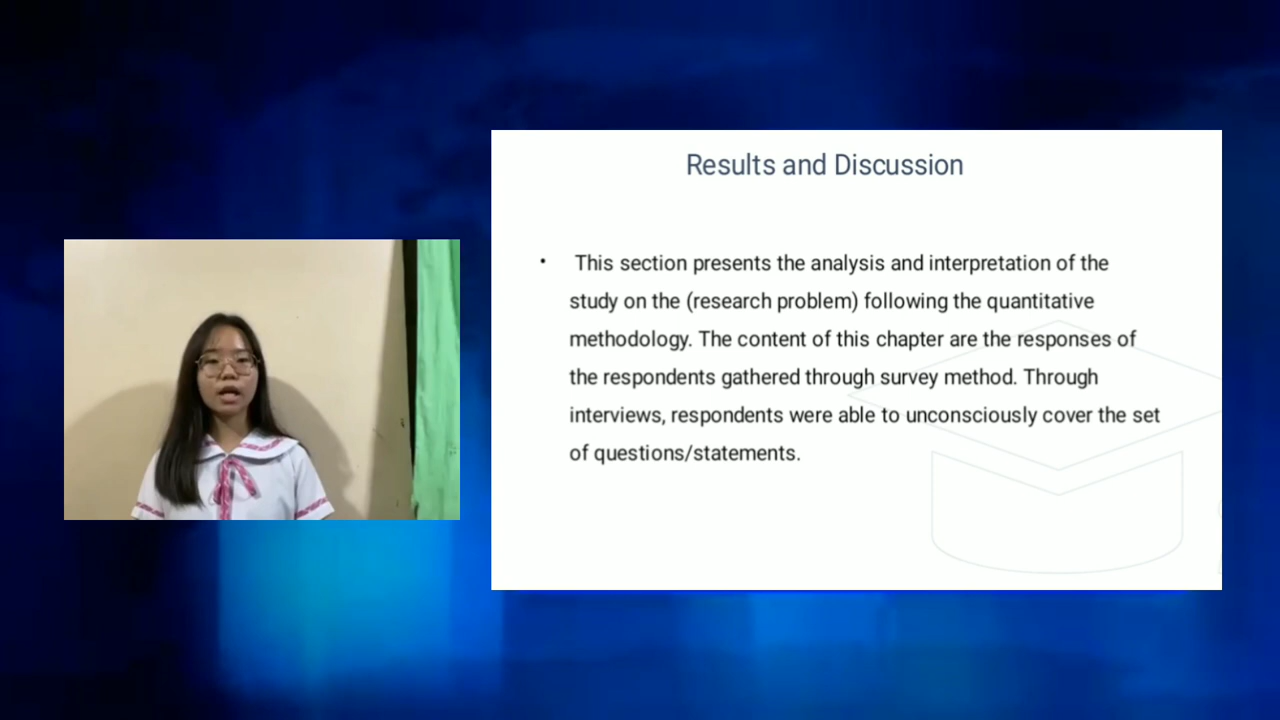 Results and Discussion
• This section presents the analysis and interpretation of the
study on the (research problem) following the quantitative
methodology. The content of this chapter are the responses of
the respondents gathered through survey method. Through
interviews, respondents were able to unconsciously cover the set
of questions/statements.